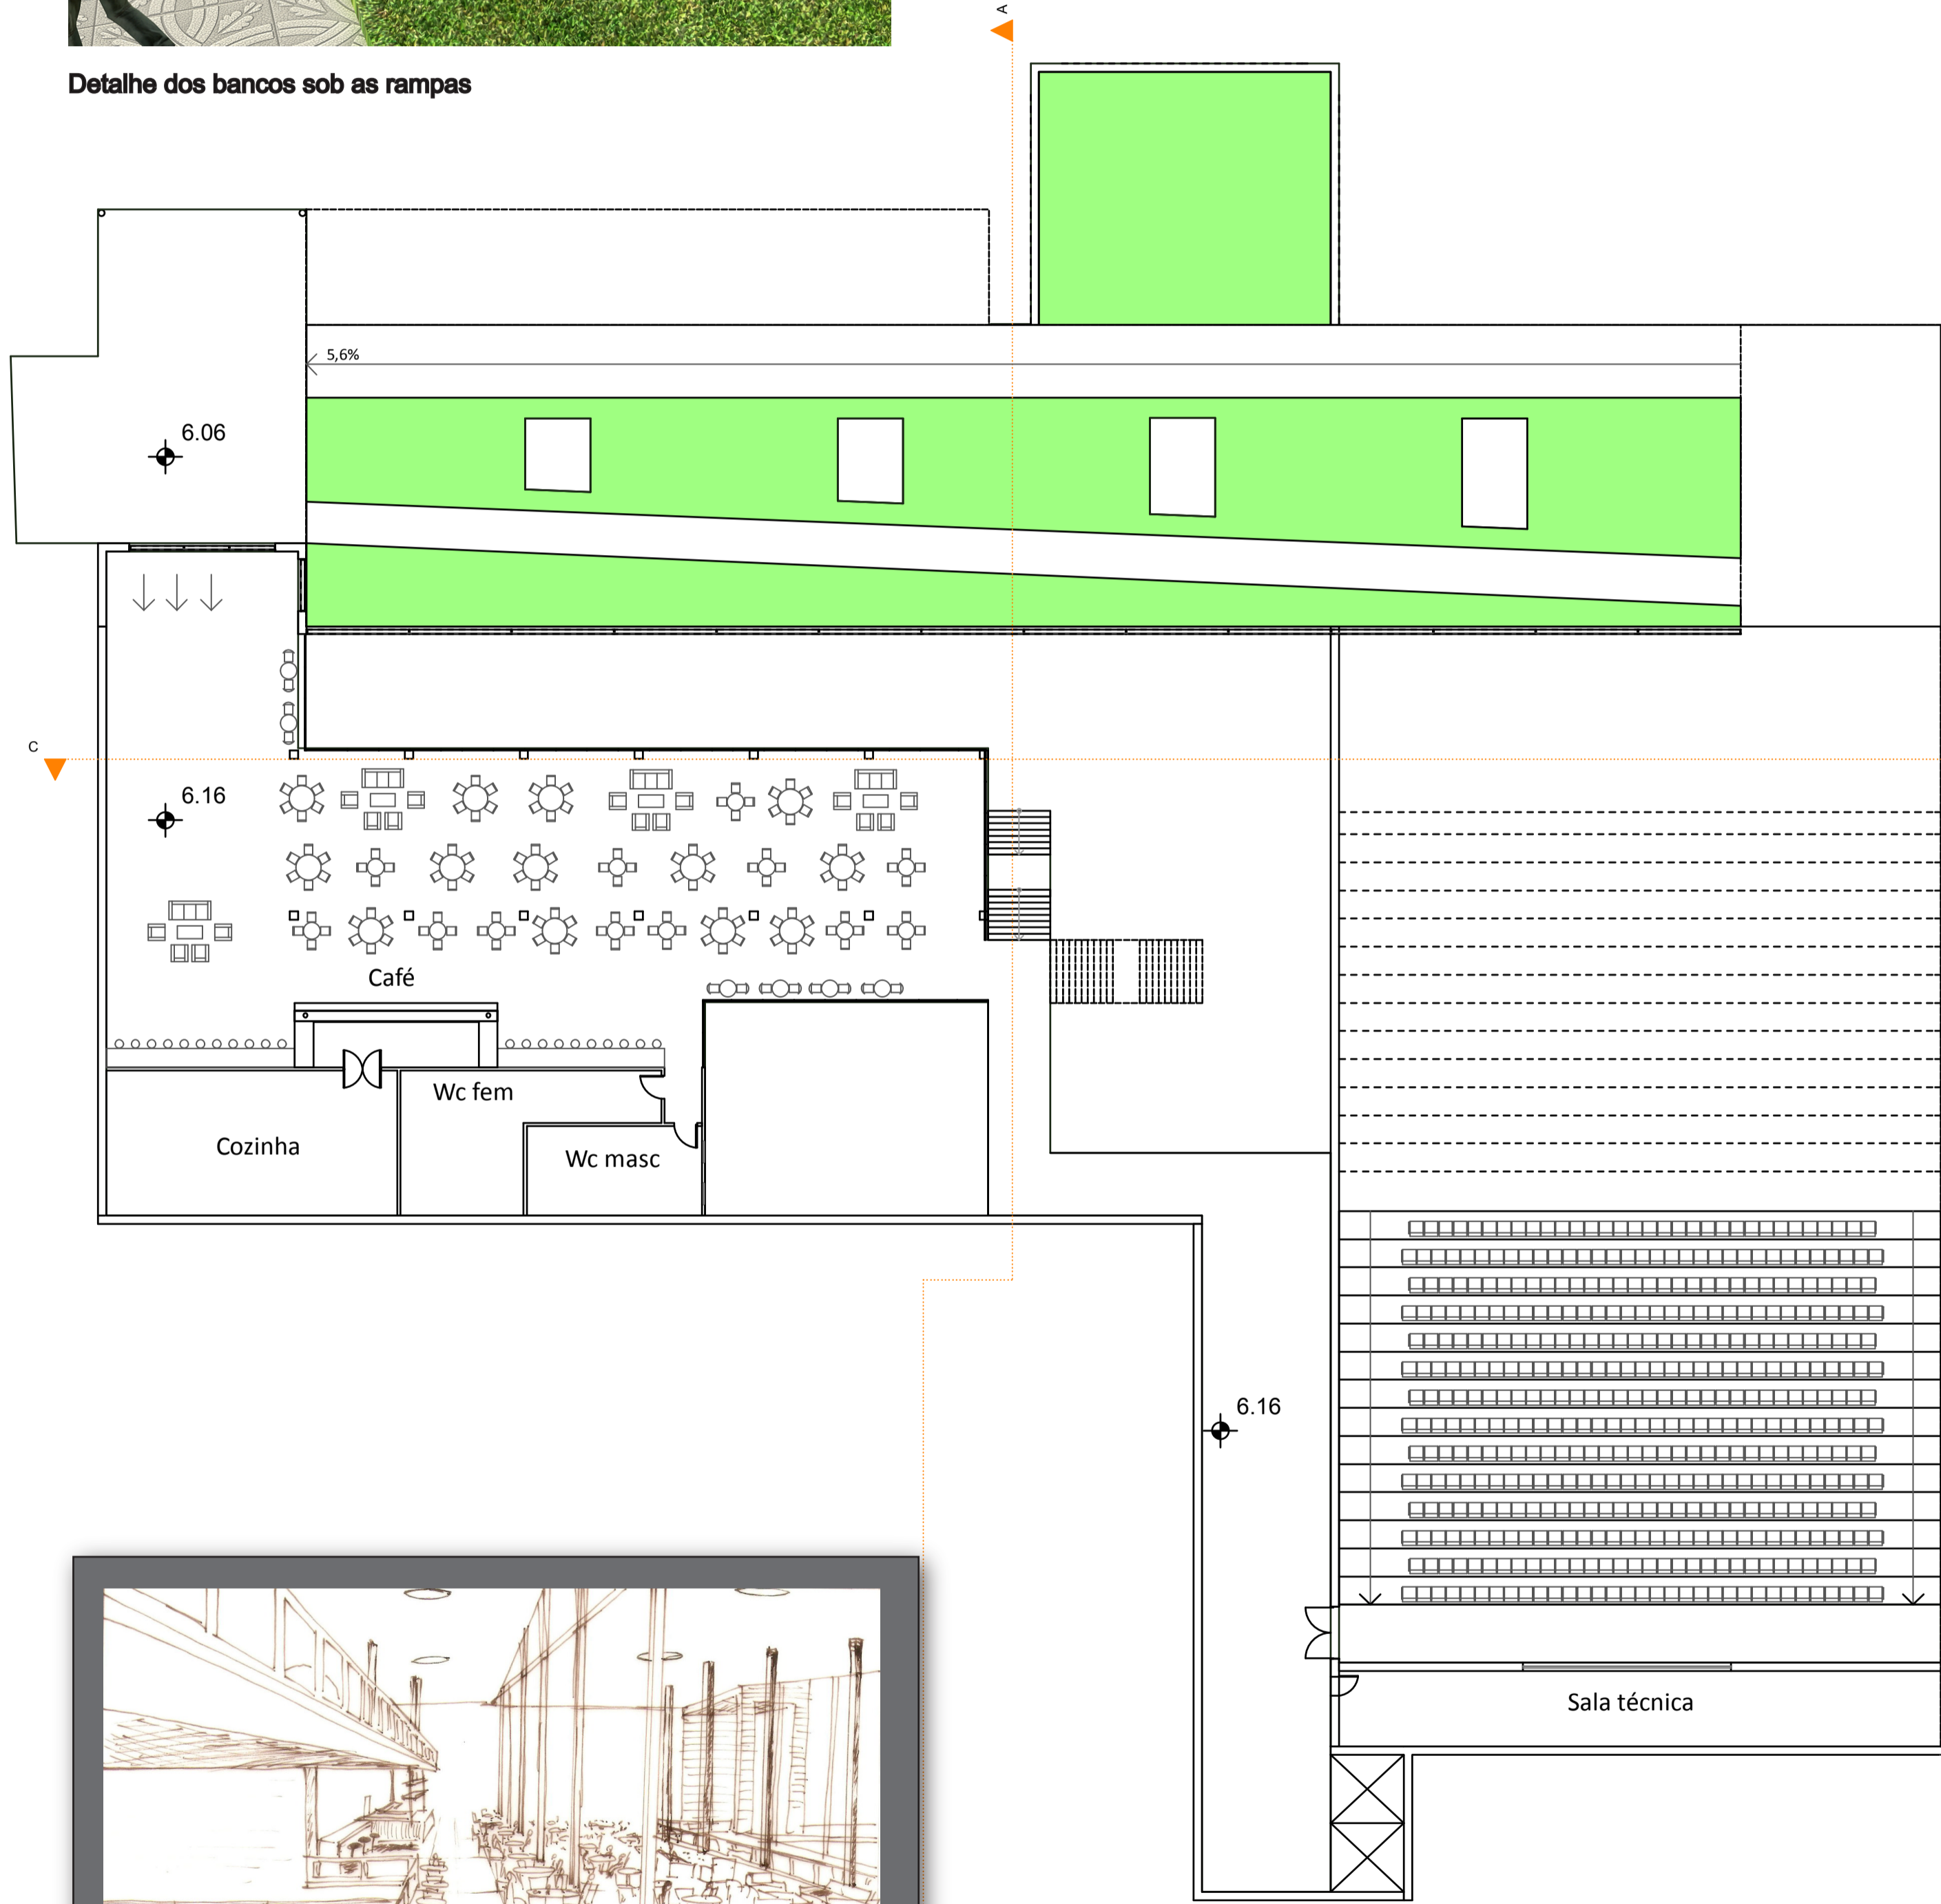 Detalhe dos bancos sob as rampas
A
5,6%
6.06
C
6.16
Café
Wc fem
Cozinha
Wc masc
6.16
Sala técnica